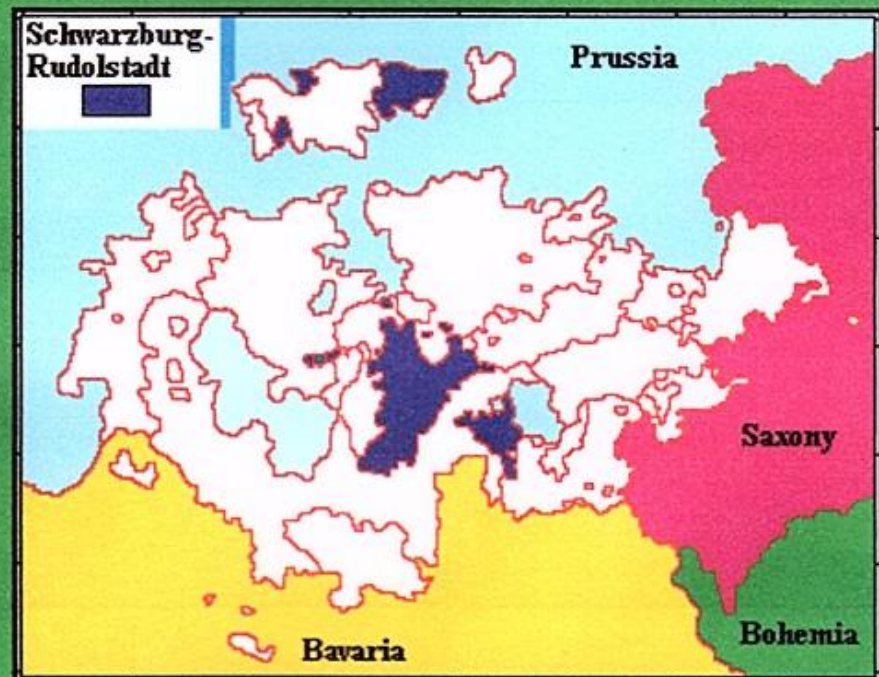 Schwarzburg-
Rudolstadt
Prussia
Saxony
Bohemia
Bavaria